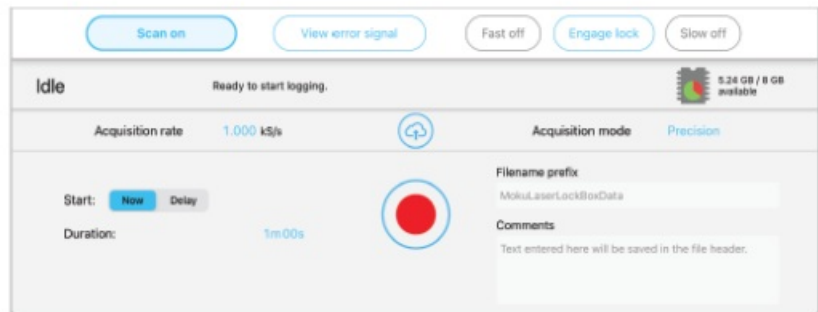 Scan on View error signal Fast off Engage lock Slow off
Idle Ready to start logging. 5.24 GB / 8 GB
available
Acquisition rate 1.000 kS/s Acquisition mode Precision
Filename prefix
Start: Now Delay MokuLaserLockBoxData
Comments
Duration: 1m00s
Text entered here will be saved in the file header.